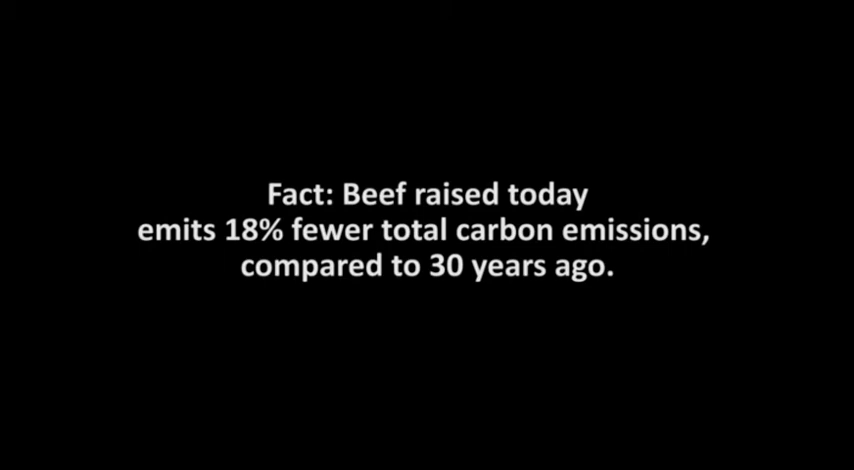 Fact: Beef raised today
emits 18% fewer total carbon emissions,
compared to 30 years ago.